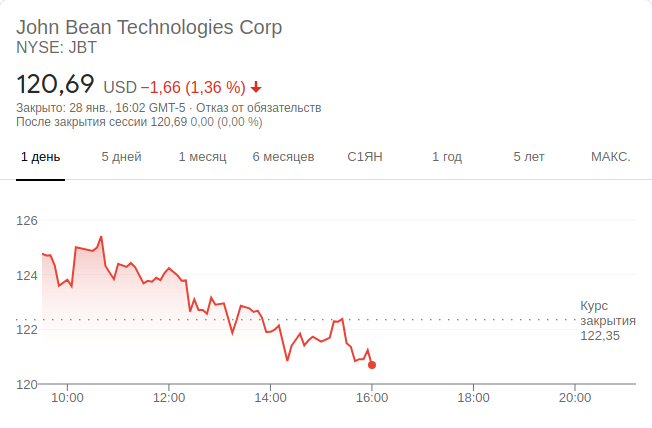 John Bean Technologies Corp
NYSE: JBT
120,69 USD −1,66 (1,36 %)
Закрыто: 28 янв., 16:02 GMT-5 · Отказ от обязательств
После закрытия сессии 120,69 0,00 (0,00 %)
1 день 5 дней 1 месяц 6 месяцев С1ЯН 1 год 5 лет МАКС.
126
124
122
120
Курс
закрытия
122,35
10:00 12:00 14:00 16:00 18:00 20:00